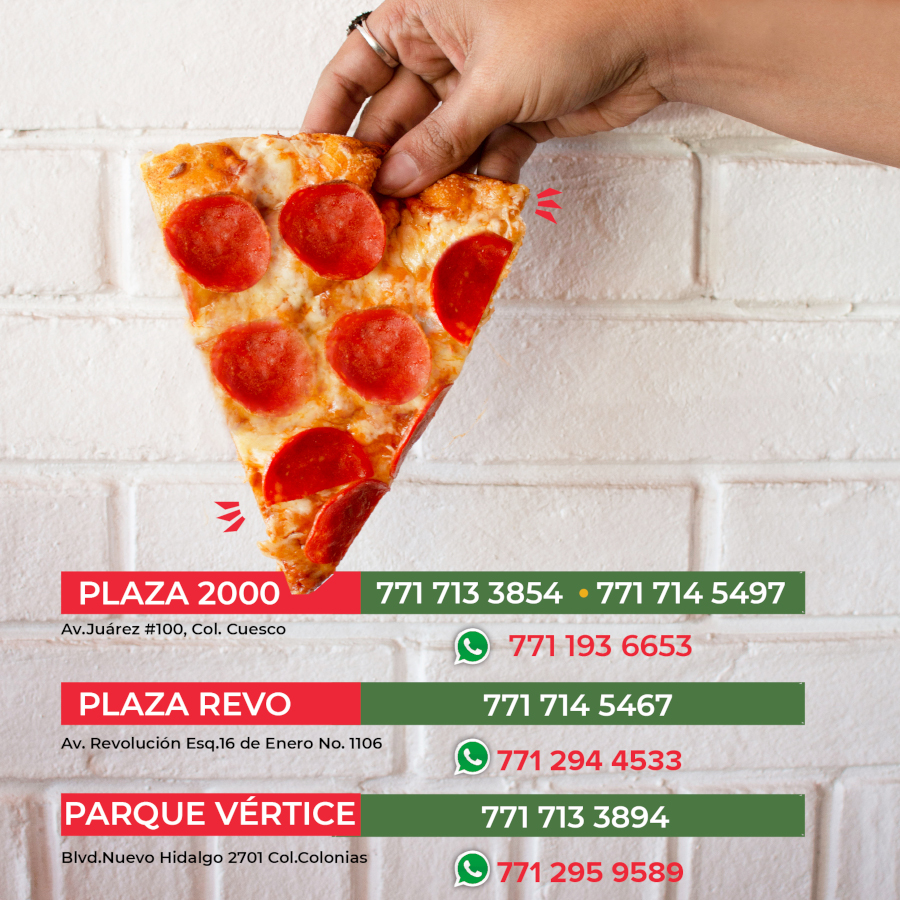 PLAZA 2000
771 713 3854 • 771 714 5497
Av.Juárez #100, Col. Cuesco
771 193 6653
PLAZA REVO
771 714 5467
Av. Revolución Esq.16 de Enero No. 1106
771 294 4533
PARQUE VÉRTICE
771 713 3894
Blvd.Nuevo Hidalgo 2701 Col.Colonias
771 295 9589